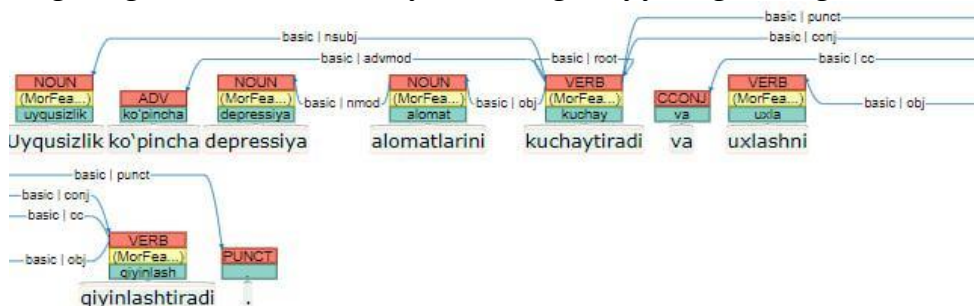 basic | punct
basic | nsubj basic | conj
basic | advmod basic | root basic | cc
NOUN ADV NOUN basic | nmod NOUN basic | obj VERB CCONJ VERB basic | obj
(MorFea...) (MorFea...) (MorFea...) (MorFea...) (MorFea...)
uyqusizlik ko'pincha depressiya alomat kuchay va uxla
Uyqusizlik ko'pincha depressiya alomatlarini kuchaytiradi va uxlashni
basic | punct
basic | conj
basic | cc
basic | obj VERB PUNCT
(MorFea...)
qiyinlash .
qiyinlashtiradi .